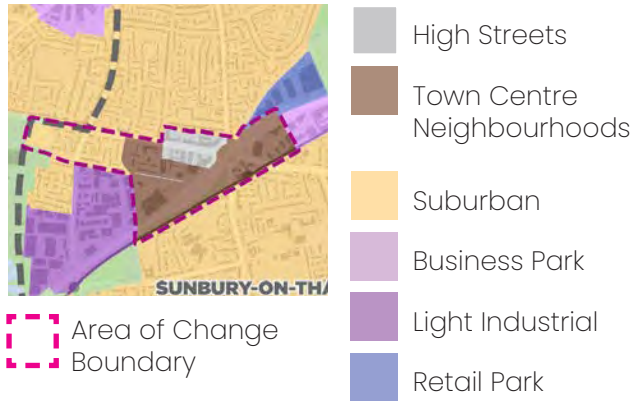 High Streets
Town Centre
Neighbourhoods
Suburban
Business Park
Light Industrial
Retail Park
SUNBURY-ON-THA
Area of Change
Boundary